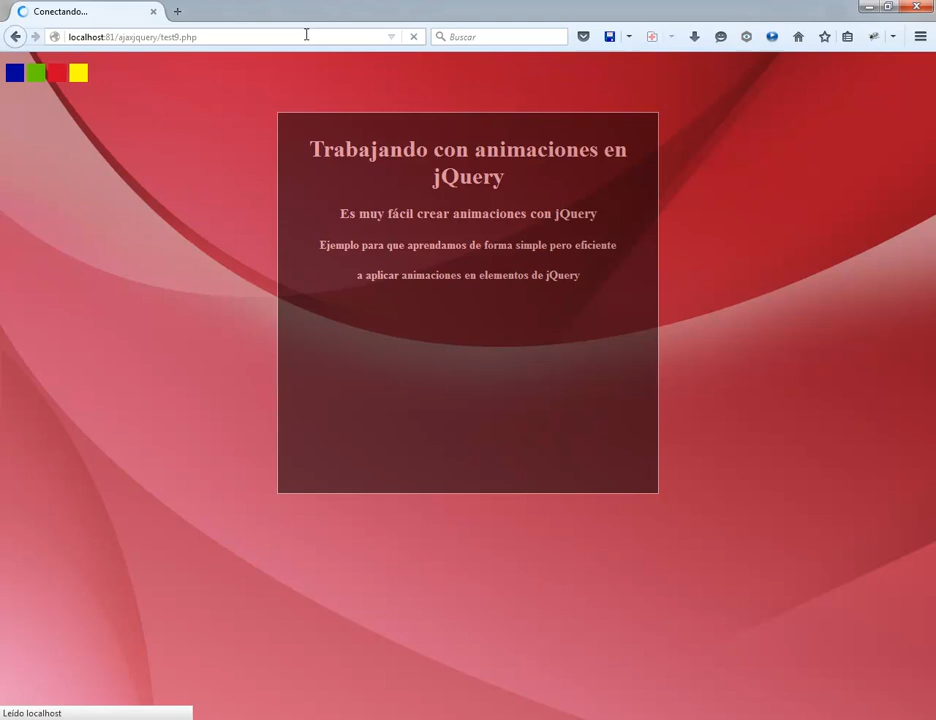 Conectando...
localhost:81/ajaxjquery/test9.php
Buscar
Trabajando con animaciones en
jQuery
Es muy fácil crear animaciones con jQuery
Ejemplo para que aprendamos de forma simple pero eficiente
a aplicar animaciones en elementos de jQuery
Leído localhost